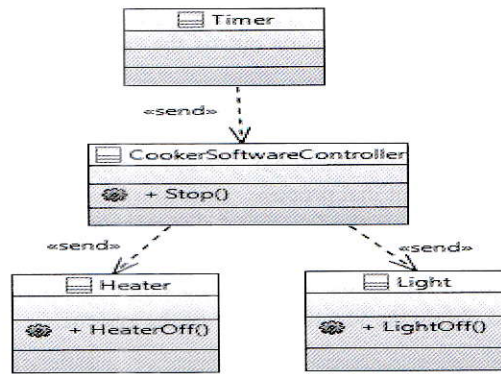 Timer
«send»
CookerSoftwareController
+ Stop()
«send»
«send»
Heater
Light
+ HeaterOff()
+ LightOff()